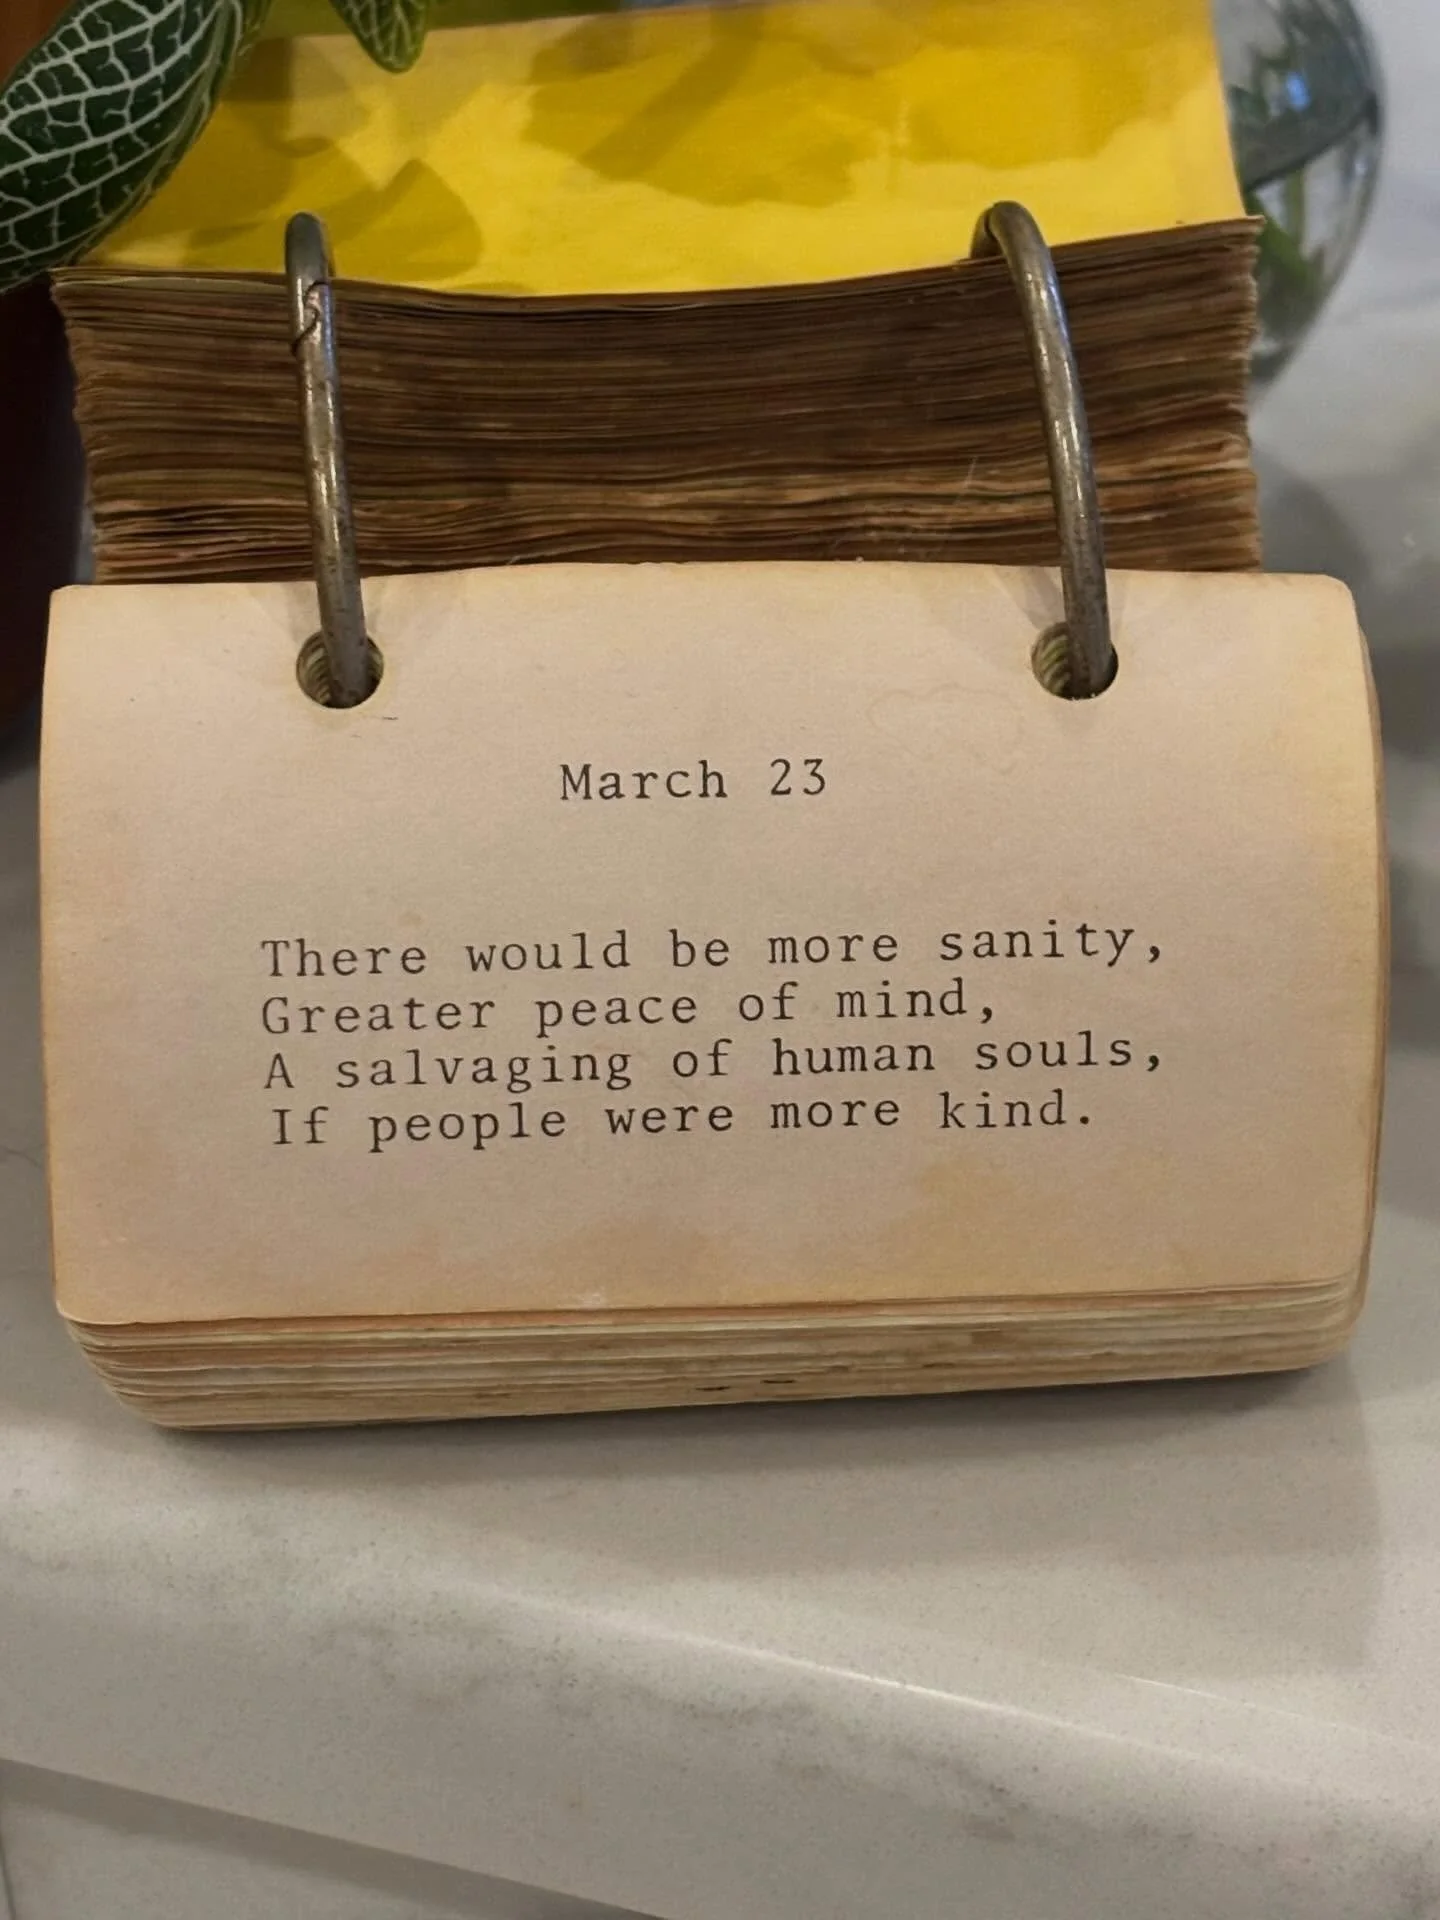 March 23
There would be more sanity,
Greater peace of mind,
A salvaging of human souls,
If people were more kind.